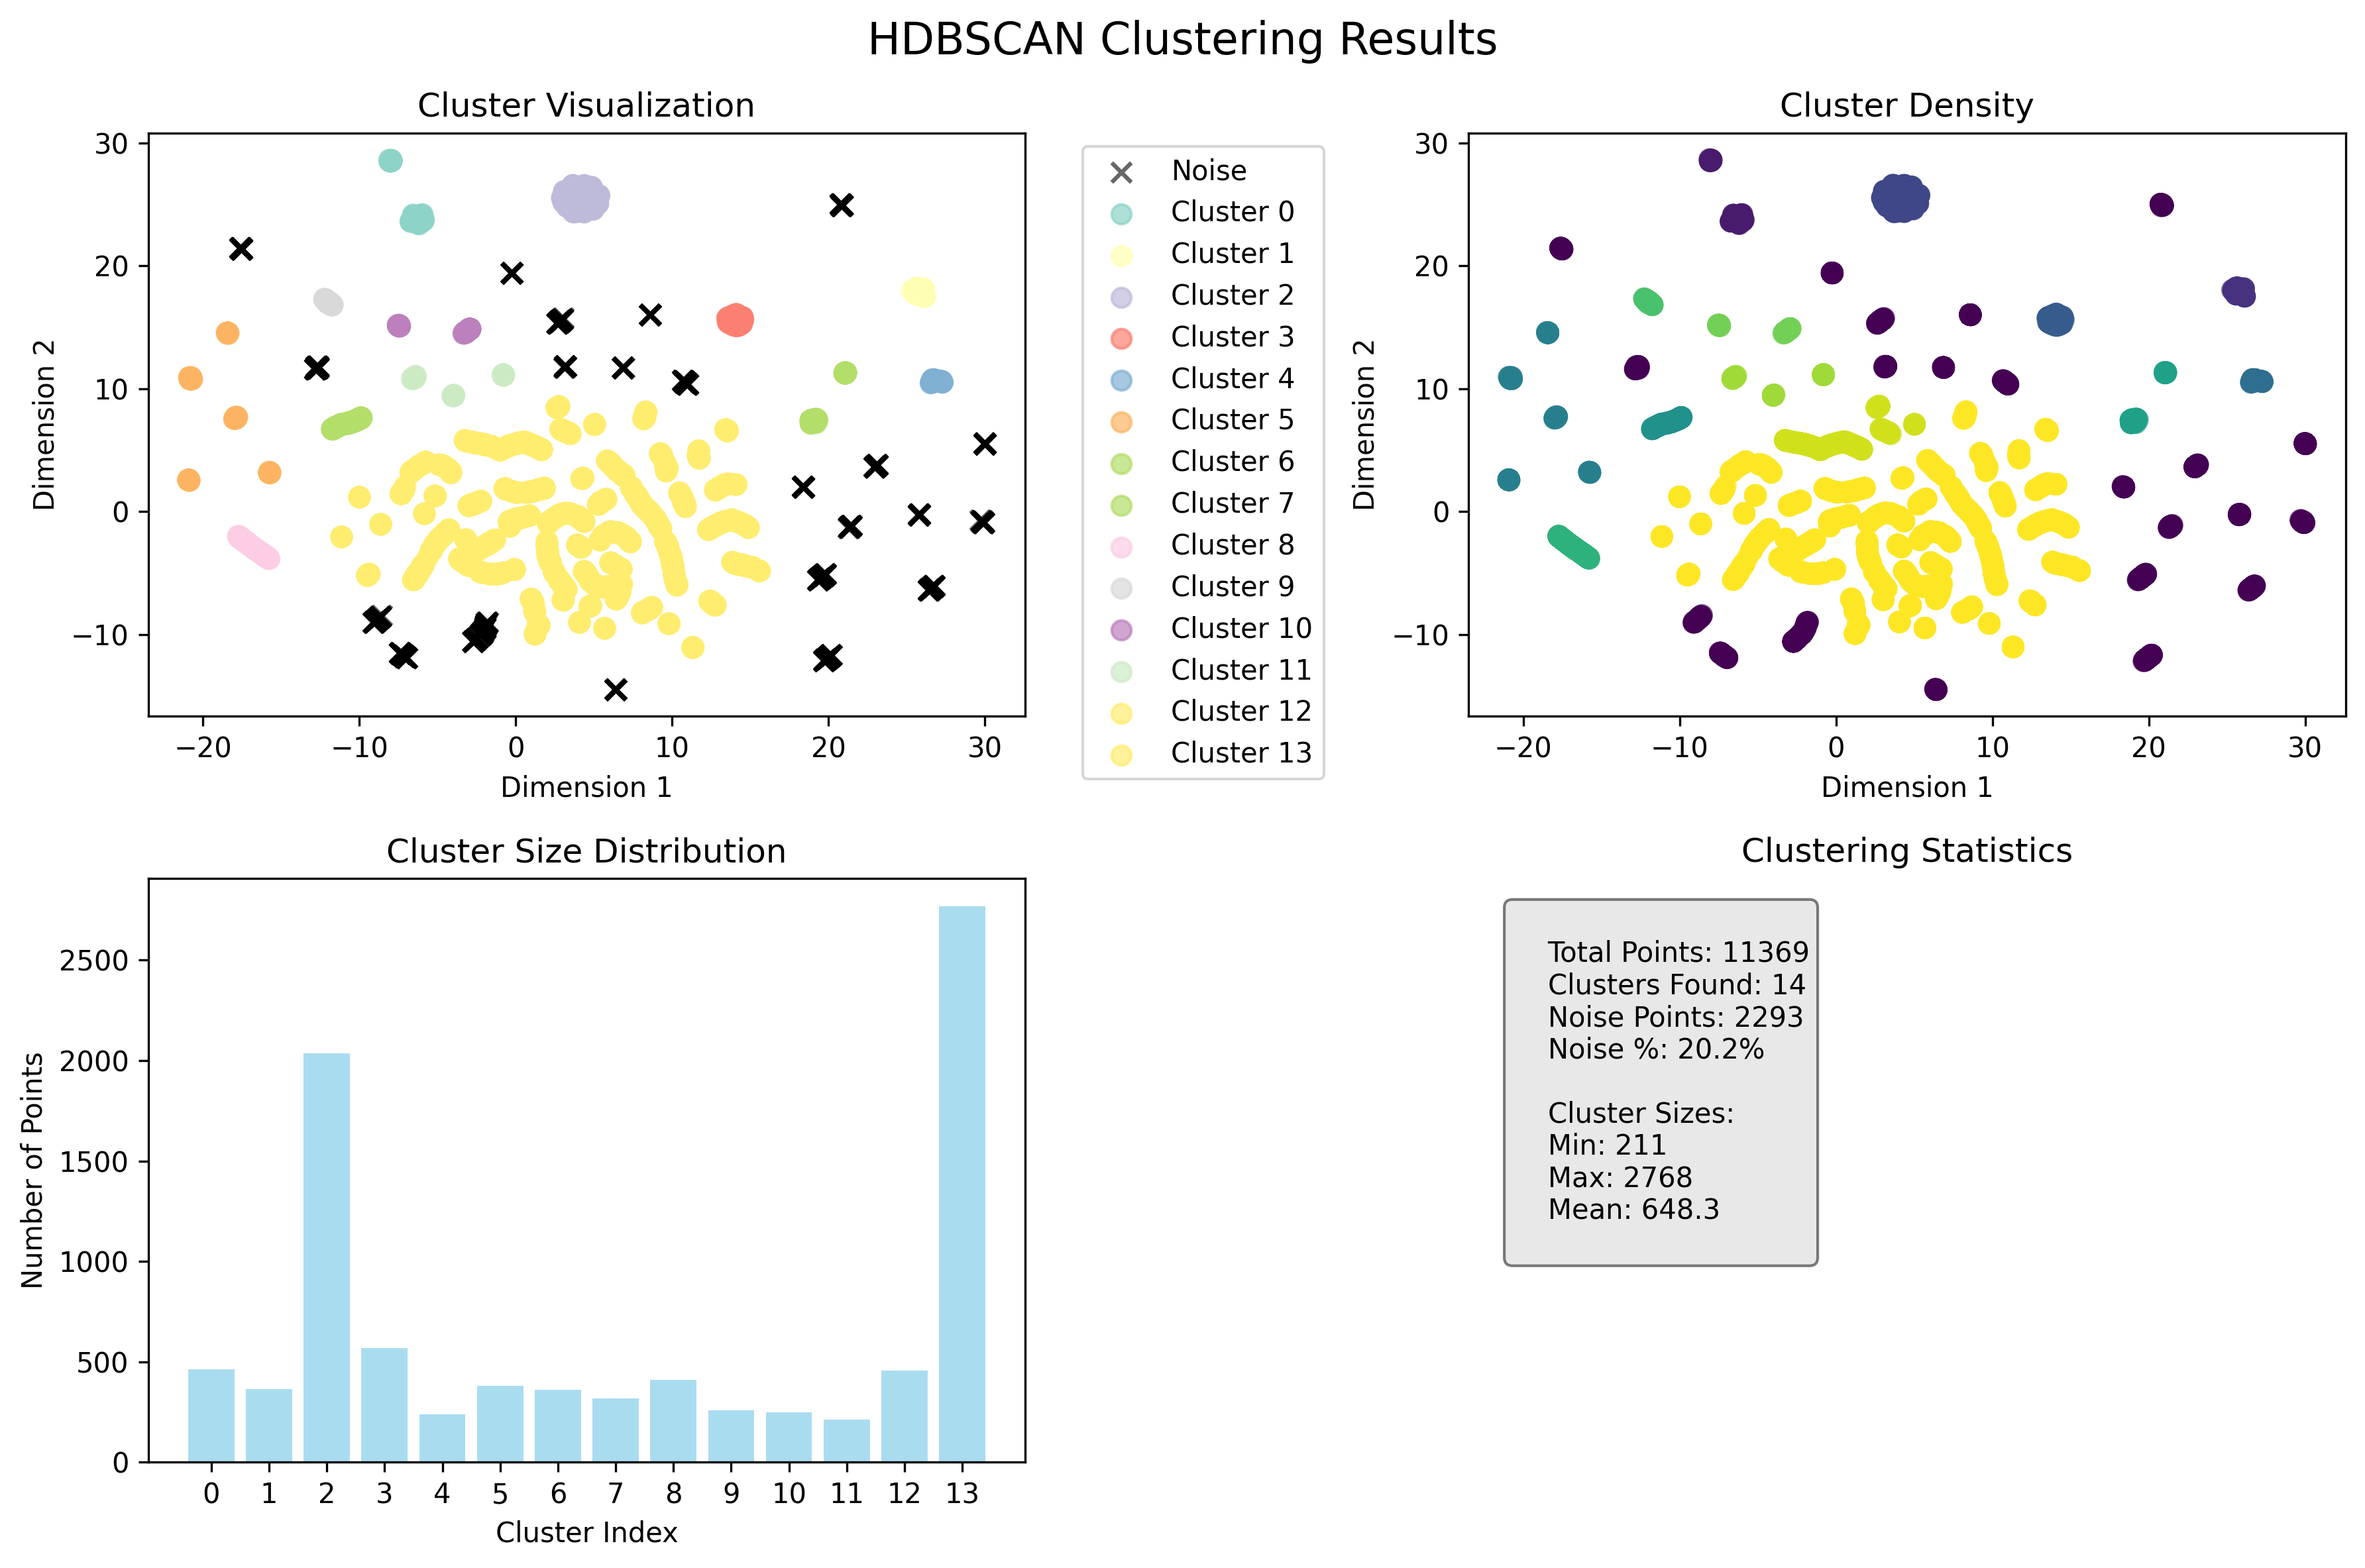 HDBSCAN Clustering Results
Cluster Visualization
30
20
10
0
−10
Dimension 2
−20
−10
0
10
20
30
Dimension 1
Noise
Cluster 0
Cluster 1
Cluster 2
Cluster 3
Cluster 4
Cluster 5
Cluster 6
Cluster 7
Cluster 8
Cluster 9
Cluster 10
Cluster 11
Cluster 12
Cluster 13
Cluster Density
30
20
10
0
−10
Dimension 2
−20
−10
0
10
20
30
Dimension 1
Cluster Size Distribution
2500
2000
1500
1000
500
0
Number of Points
0
1
2
3
4
5
6
7
8
9
10
11
12
13
Cluster Index
Clustering Statistics
Total Points: 11369
Clusters Found: 14
Noise Points: 2293
Noise %: 20.2%
Cluster Sizes:
Min: 211
Max: 2768
Mean: 648.3